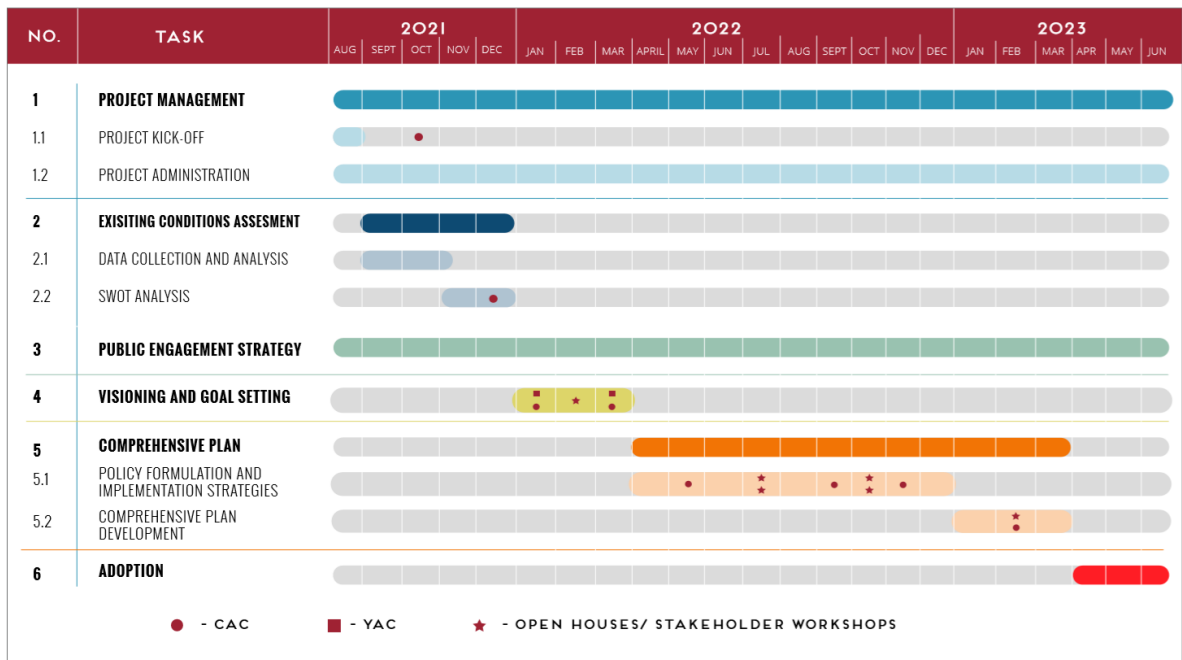 NO.
TASK
2021
2022
2023
AUG SEPT OCT NOV DEC JAN FEB MAR APRIL MAY JUN JUL AUG SEPT OCT NOV DEC JAN FEB MAR APR MAY JUN
1 PROJECT MANAGEMENT
1.1 PROJECT KICK-OFF
1.2 PROJECT ADMINISTRATION
2 EXISITING CONDITIONS ASSESMENT
2.1 DATA COLLECTION AND ANALYSIS
2.2 SWOT ANALYSIS
3 PUBLIC ENGAGEMENT STRATEGY
4 VISIONING AND GOAL SETTING
5 COMPREHENSIVE PLAN
5.1 POLICY FORMULATION AND
IMPLEMENTATION STRATEGIES
5.2 COMPREHENSIVE PLAN
DEVELOPMENT
6 ADOPTION
- CAC - YAC - OPEN HOUSES/ STAKEHOLDER WORKSHOPS